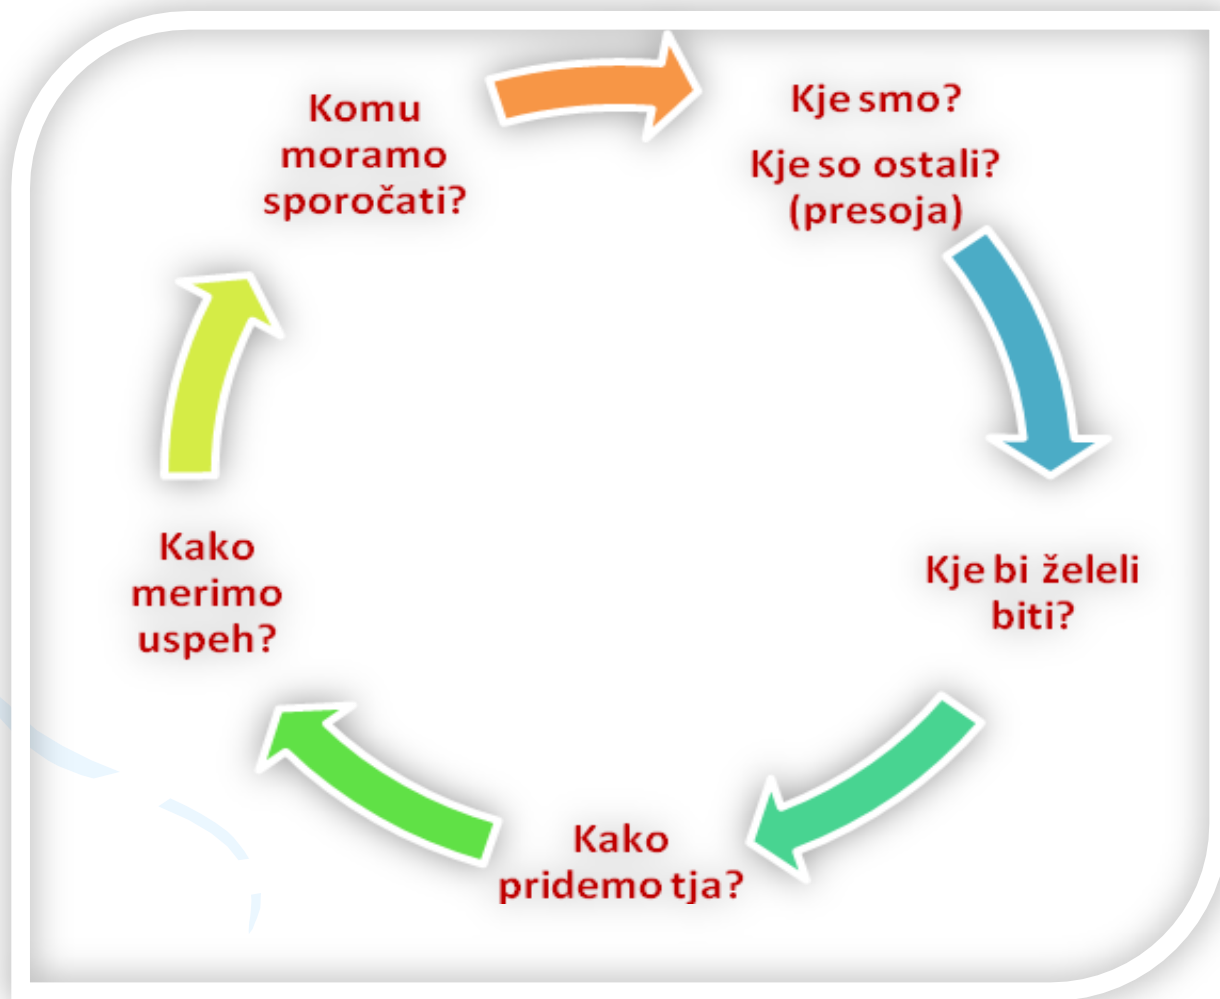 Komu
moramo
sporočati?
Kje smo?
Kje so ostali?
(presoja)
Kje bi želeli
biti?
Kako
pridemo tja?
Kako
merimo
uspeh?